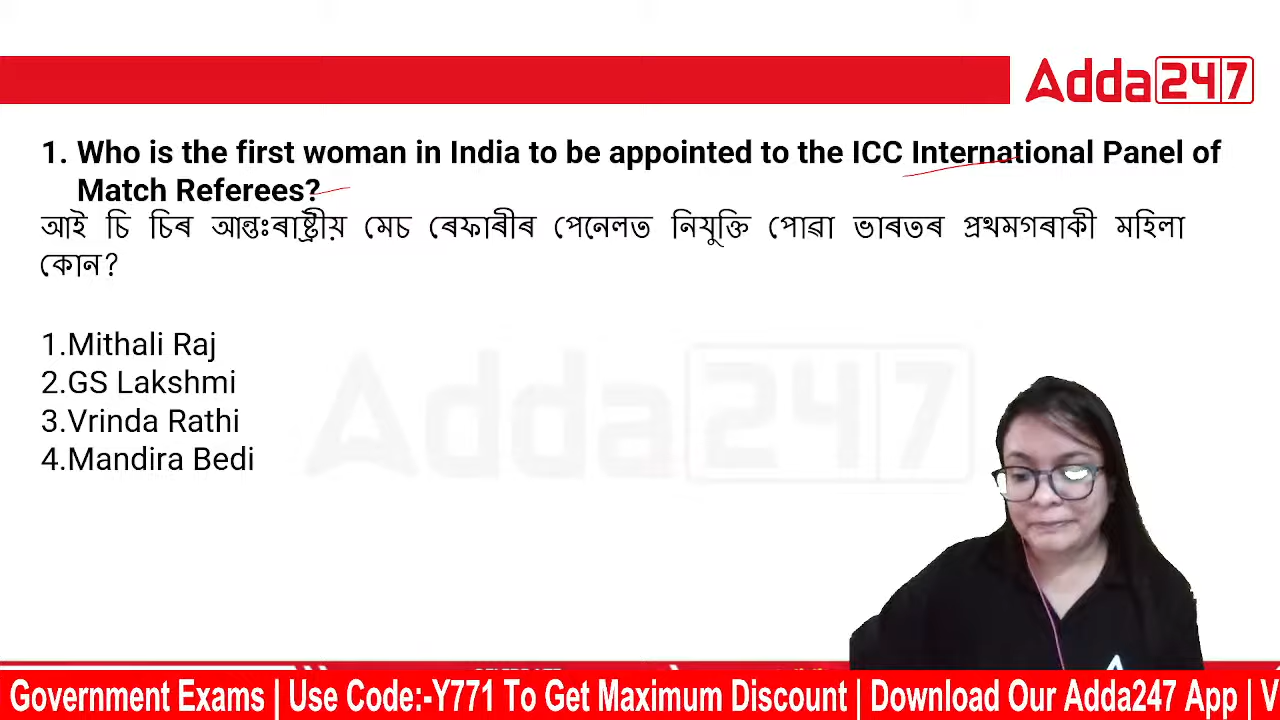 Adda247
1. Who is the first woman in India to be appointed to the ICC International Panel of
Match Referees?
আই চি চিৰ আন্তঃৰাষ্ট্ৰীয় মেচ ৰেফাৰীৰ পেনেলত নিযুক্তি পোৱা ভাৰতৰ প্ৰথমগৰাকী মহিলা
কোন?
1.Mithali Raj
2.GS Lakshmi
3.Vrinda Rathi
4.Mandira Bedi
Adda247
Government Exams | Use Code:-Y771 To Get Maximum Discount | Download Our Adda247 App | V